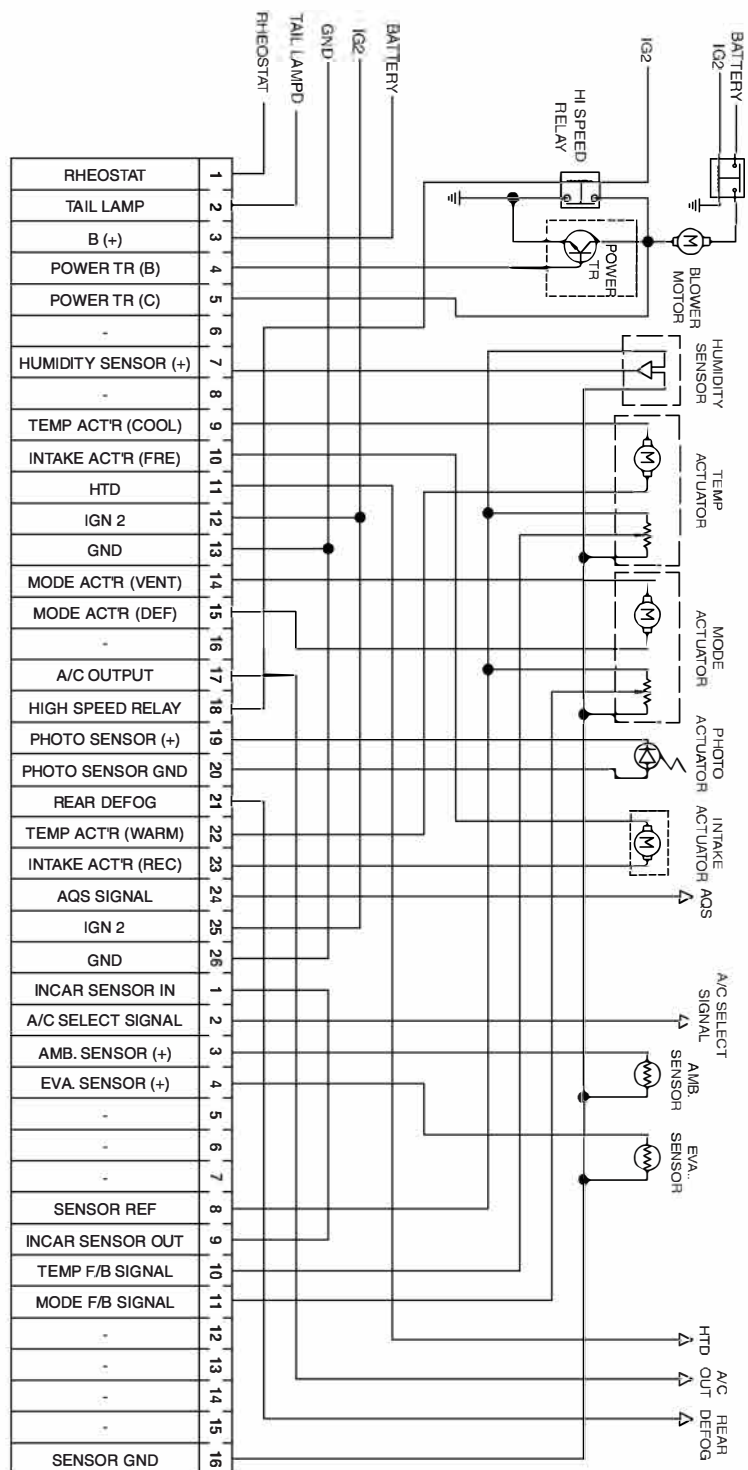 RHEOSTAT
TAIL LAMPD
GND
IG2
BATTERY
IG2
BATTERY
IG2
HI SPEED
RELAY
POWER
TR
BLOWER
MOTOR
HUMIDITY
SENSOR
TEMP
ACTUATOR
MODE
ACTUATOR
PHOTO
ACTUATOR
INTAKE
ACTUATOR
AQS
A/C SELECT
SIGNAL
AMB.
SENSOR
EVA..
SENSOR
HTD
A/C
OUT
REAR
DEFOG
M
M
M
M
RHEOSTAT 1
TAIL LAMP 2
B (+) 3
POWER TR (B) 4
POWER TR (C) 5
- 6
HUMIDITY SENSOR (+) 7
- 8
TEMP ACT'R (COOL) 9
INTAKE ACT'R (FRE) 10
HTD 11
IGN 2 12
GND 13
MODE ACT'R (VENT) 14
MODE ACT'R (DEF) 15
- 16
A/C OUTPUT 17
HIGH SPEED RELAY 18
PHOTO SENSOR (+) 19
PHOTO SENSOR GND 20
REAR DEFOG 21
TEMP ACT'R (WARM) 22
INTAKE ACT'R (REC) 23
AQS SIGNAL 24
IGN 2 25
GND 26
INCAR SENSOR IN 1
A/C SELECT SIGNAL 2
AMB. SENSOR (+) 3
EVA. SENSOR (+) 4
- 5
- 6
- 7
SENSOR REF 8
INCAR SENSOR OUT 9
TEMP F/B SIGNAL 10
MODE F/B SIGNAL 11
- 12
- 13
- 14
- 15
SENSOR GND 16